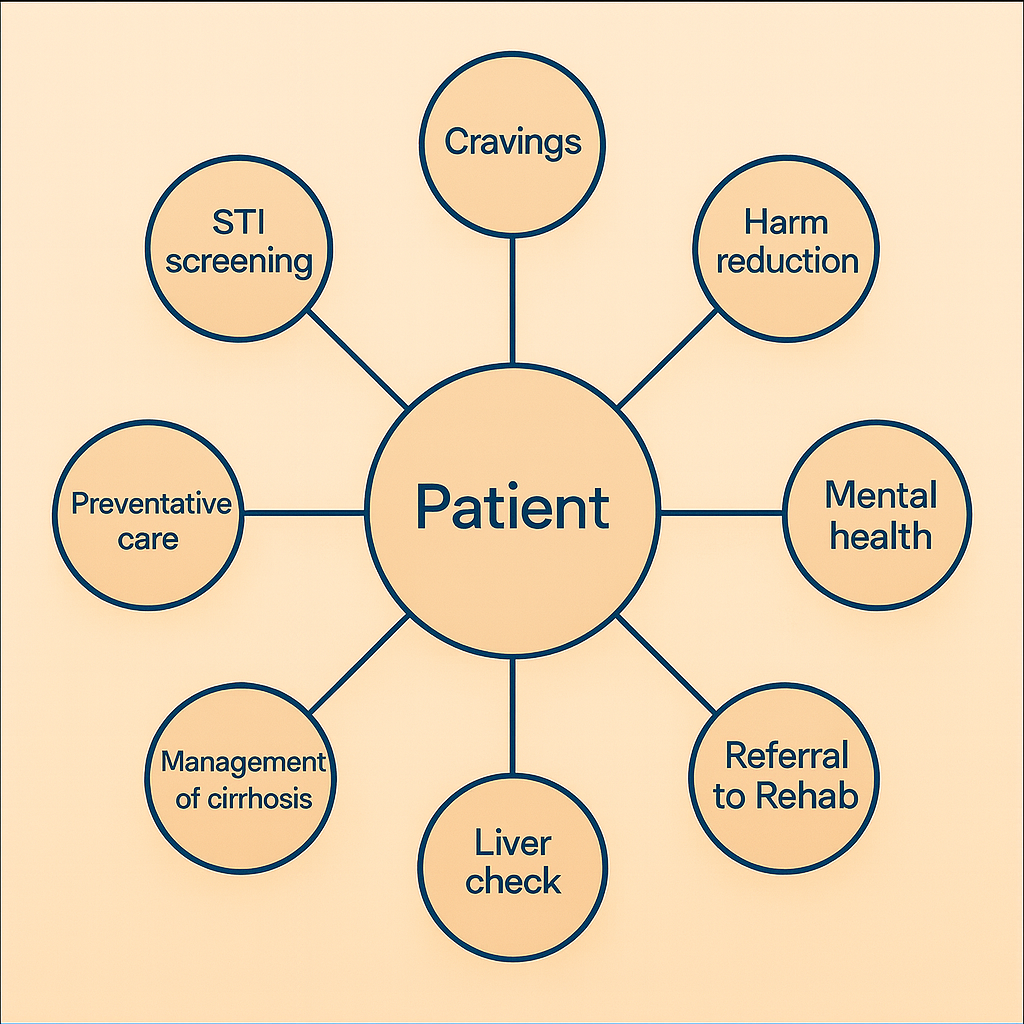 Cravings
STI
screening
Harm
reduction
Preventative
care
Patient
Mental
health
Management
of cirrhosis
Liver
check
Referral
to Rehab